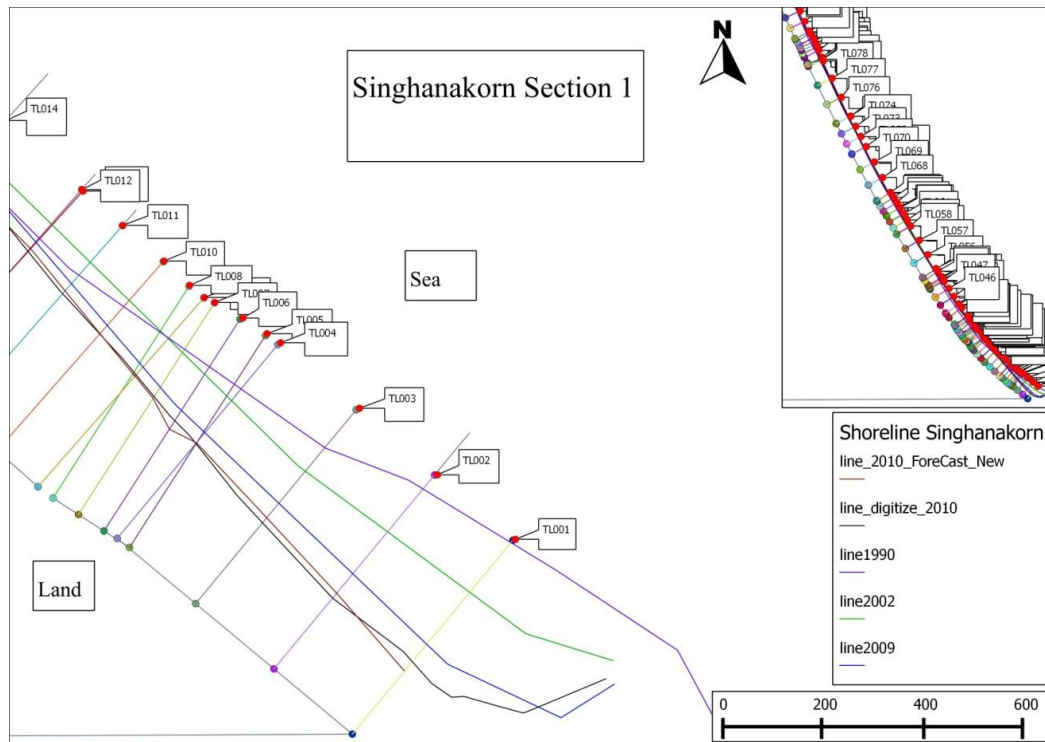 Singhanakorn Section 1
N
Sea
Land
TL014
TL012
TL011
TL010
TL008
TL006
TL005
TL004
TL003
TL002
TL001
TL078
TL077
TL076
TL074
TL070
TL069
TL068
TL058
TL057
TL047
TL046
Shoreline Singhanakorn
line_2010_ForeCast_New
line_digitize_2010
line1990
line2002
line2009
0 200 400 600